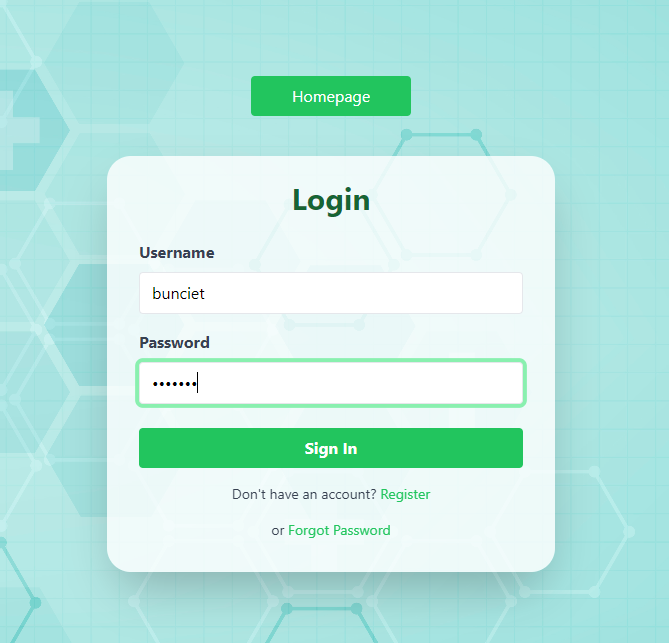 Homepage
Login
Username
bunciet
Password
•••••••
Sign In
Don't have an account? Register
or Forgot Password